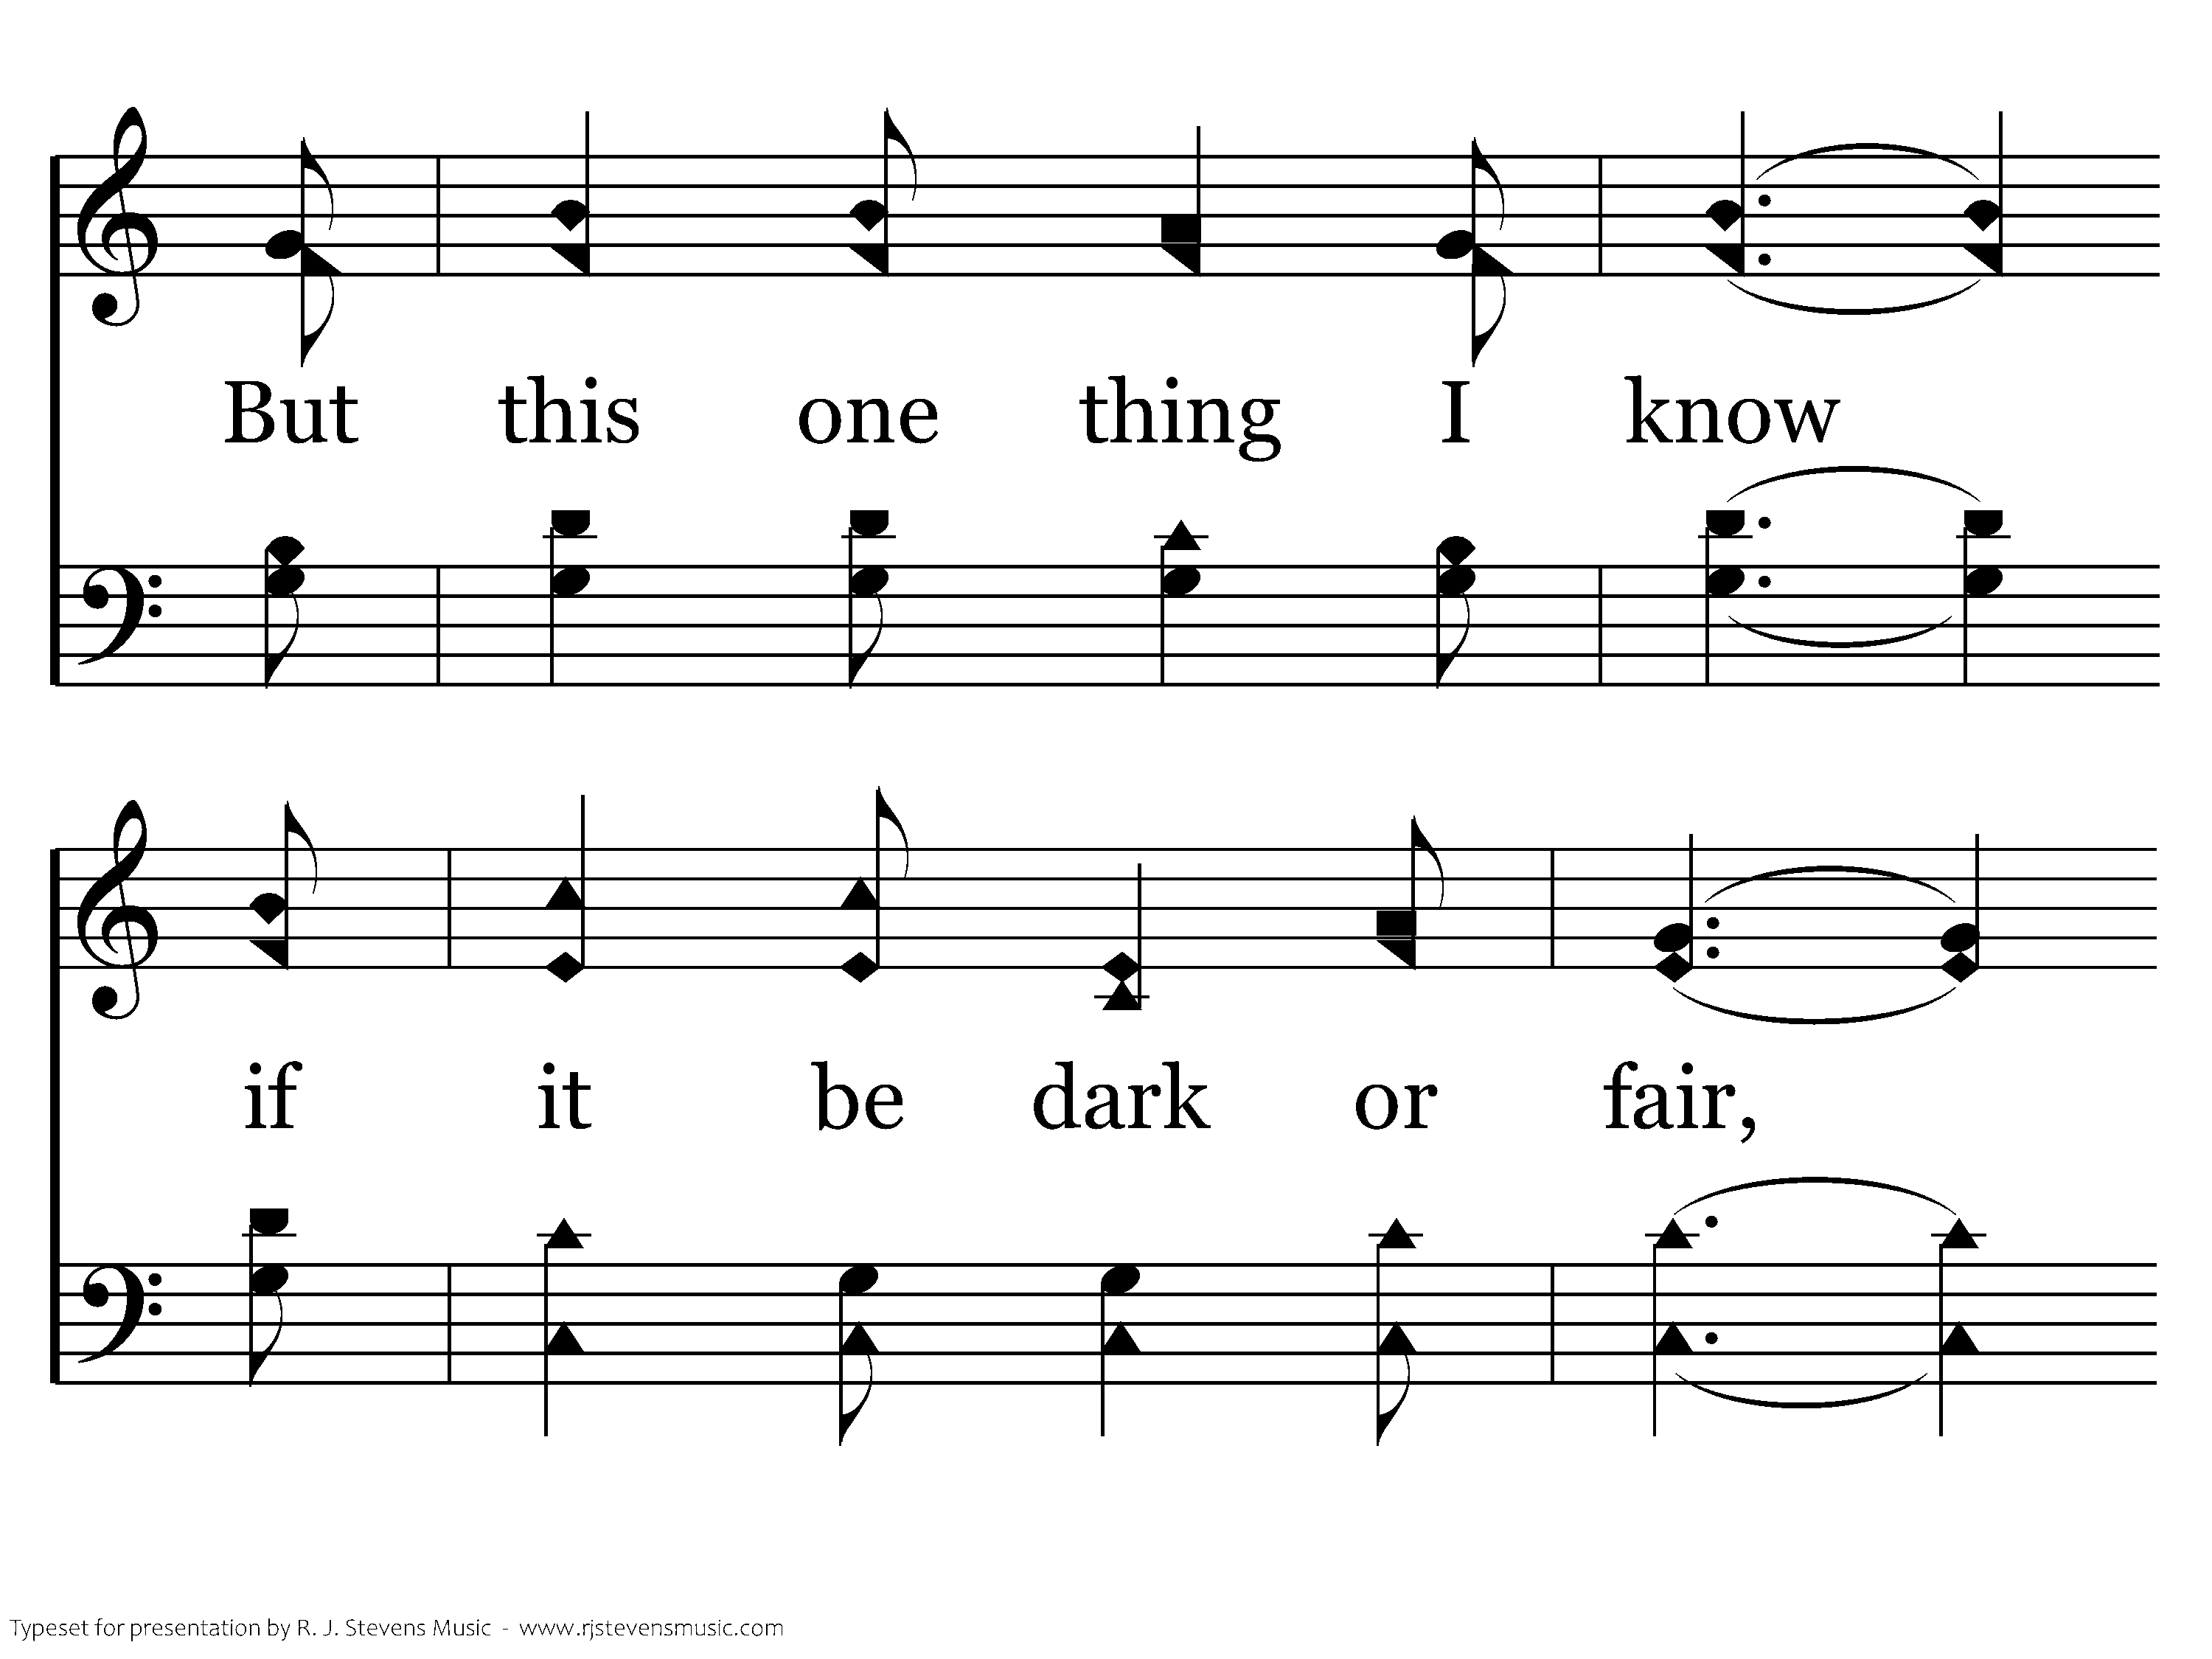 But this one thing I know
if it be dark or fair,
Typeset for presentation by R. J. Stevens Music - www.rjstevensmusic.com